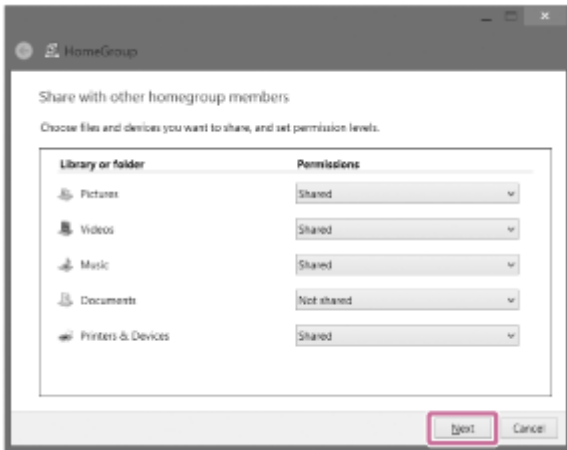 HomeGroup
Share with other homegroup members
Choose files and devices you want to share, and set permission levels.
Library or folder Permissions
Pictures Shared
Videos Shared
Music Shared
Documents Not shared
Printers & Devices Shared
Next Cancel